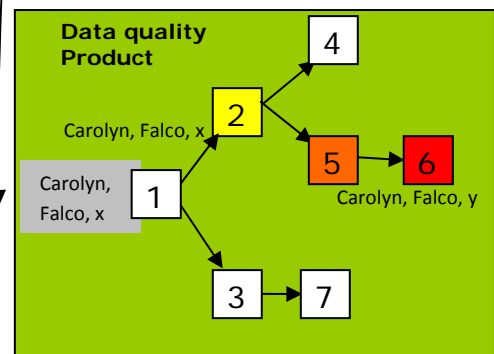 Data quality
Product
4
2
Carolyn, Falco, x
5
6
Carolyn, Falco, y
Carolyn,
Falco, x
1
3
7